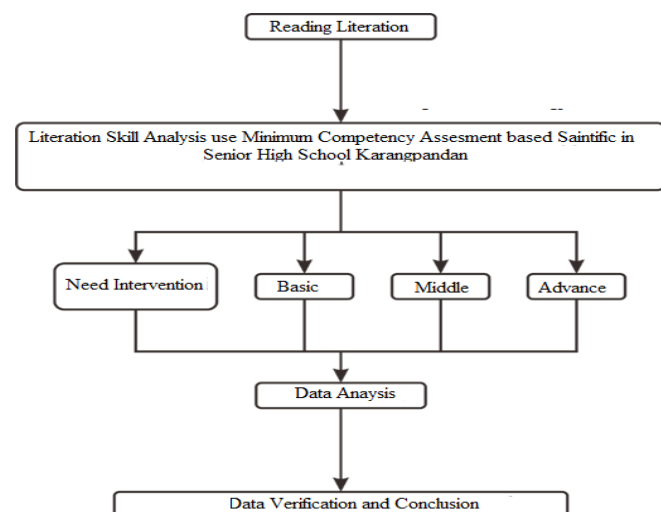 Reading Literation
Literation Skill Analysis use Minimum Competency Assesment based Saintific in
Senior High School Karangpandan
Need Intervention
Basic
Middle
Advance
Data Anaysis
Data Verification and Conclusion